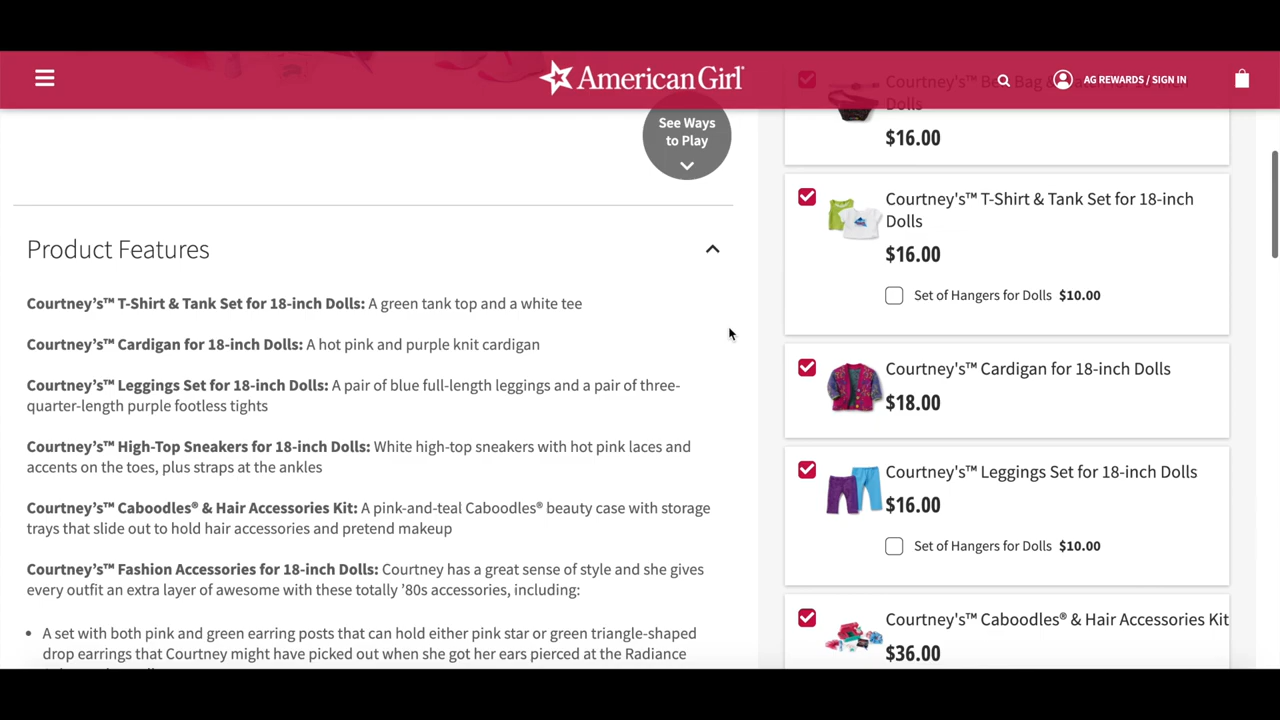 American Girl
AG REWARDS / SIGN IN
See Ways
to Play
Product Features
Courtney's™ T-Shirt & Tank Set for 18-inch Dolls: A green tank top and a white tee
Courtney's™ Cardigan for 18-inch Dolls: A hot pink and purple knit cardigan
Courtney's™ Leggings Set for 18-inch Dolls: A pair of blue full-length leggings and a pair of three-
quarter-length purple footless tights
Courtney's™ High-Top Sneakers for 18-inch Dolls: White high-top sneakers with hot pink laces and
accents on the toes, plus straps at the ankles
Courtney's™ Caboodles® & Hair Accessories Kit: A pink-and-teal Caboodles® beauty case with storage
trays that slide out to hold hair accessories and pretend makeup
Courtney's™ Fashion Accessories for 18-inch Dolls: Courtney has a great sense of style and she gives
every outfit an extra layer of awesome with these totally '80s accessories, including:
• A set with both pink and green earring posts that can hold either pink star or green triangle-shaped
drop earrings that Courtney might have picked out when she got her ears pierced at the Radiance
Courtney's™
Dolls
$16.00
Courtney's™ T-Shirt & Tank Set for 18-inch
Dolls
$16.00
Set of Hangers for Dolls $10.00
Courtney's™ Cardigan for 18-inch Dolls
$18.00
Courtney's™ Leggings Set for 18-inch Dolls
$16.00
Set of Hangers for Dolls $10.00
Courtney's™ Caboodles® & Hair Accessories Kit
$36.00